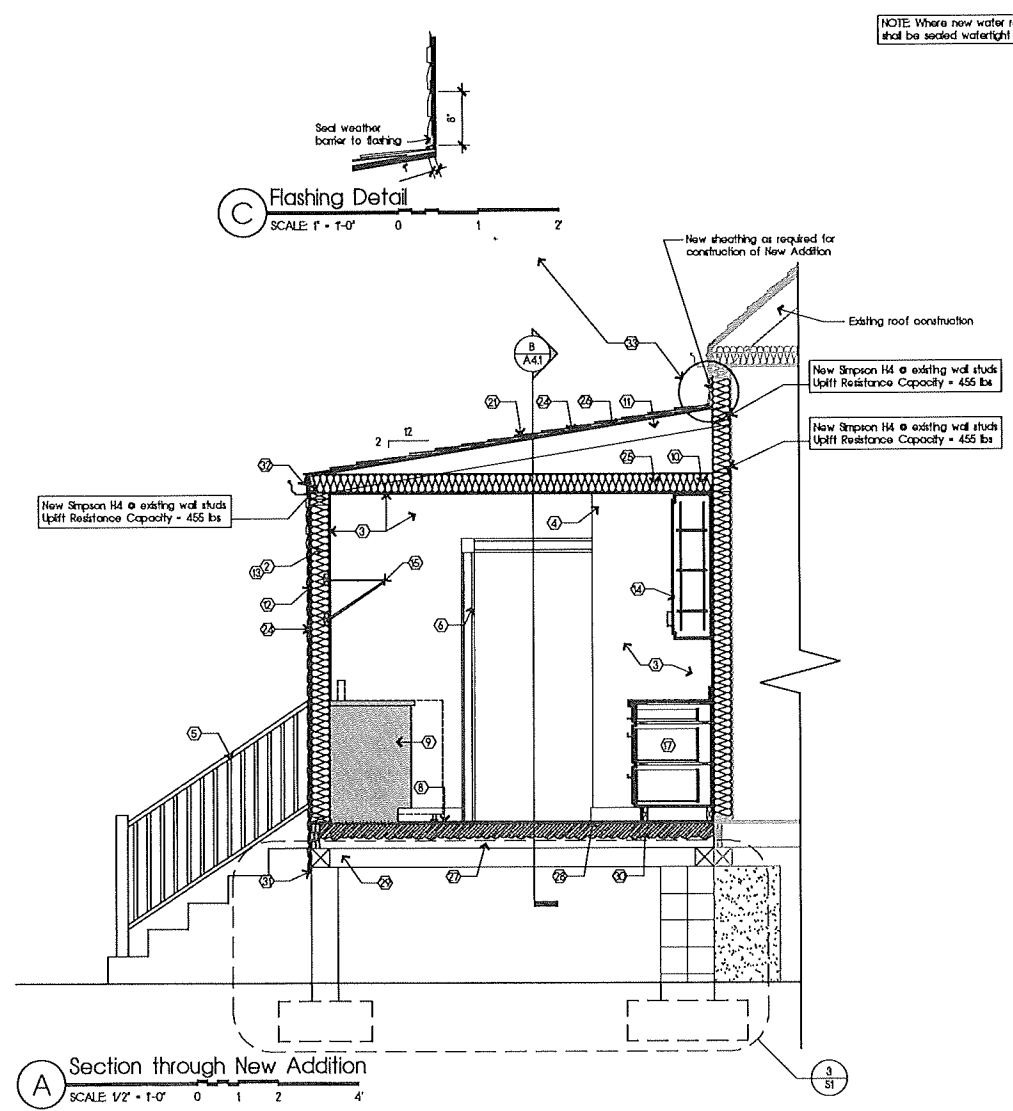 NOTE: Where new water r
shall be sealed watertight
Seal weather
barrier to flashing
8"
4"
C
Flashing Detail
SCALE: 1" = 1'-0"
0 1 2'
New sheathing as required for
construction of New Addition
Existing roof construction
33
B
A4.1
New Simpson H4 @ existing wall studs
Uplift Resistance Capacity = 455 lbs
21 24 26 11
12
2
New Simpson H4 @ existing wall studs
Uplift Resistance Capacity = 455 lbs
32
25 10
New Simpson H4 @ existing wall studs
Uplift Resistance Capacity = 455 lbs
3
4
2
13
15
12
14
24
6
3
5
9
17
8
31
29
27
28
30
A
Section through New Addition
SCALE: 1/2" = 1'-0"
0 1 2 4'
3
S1